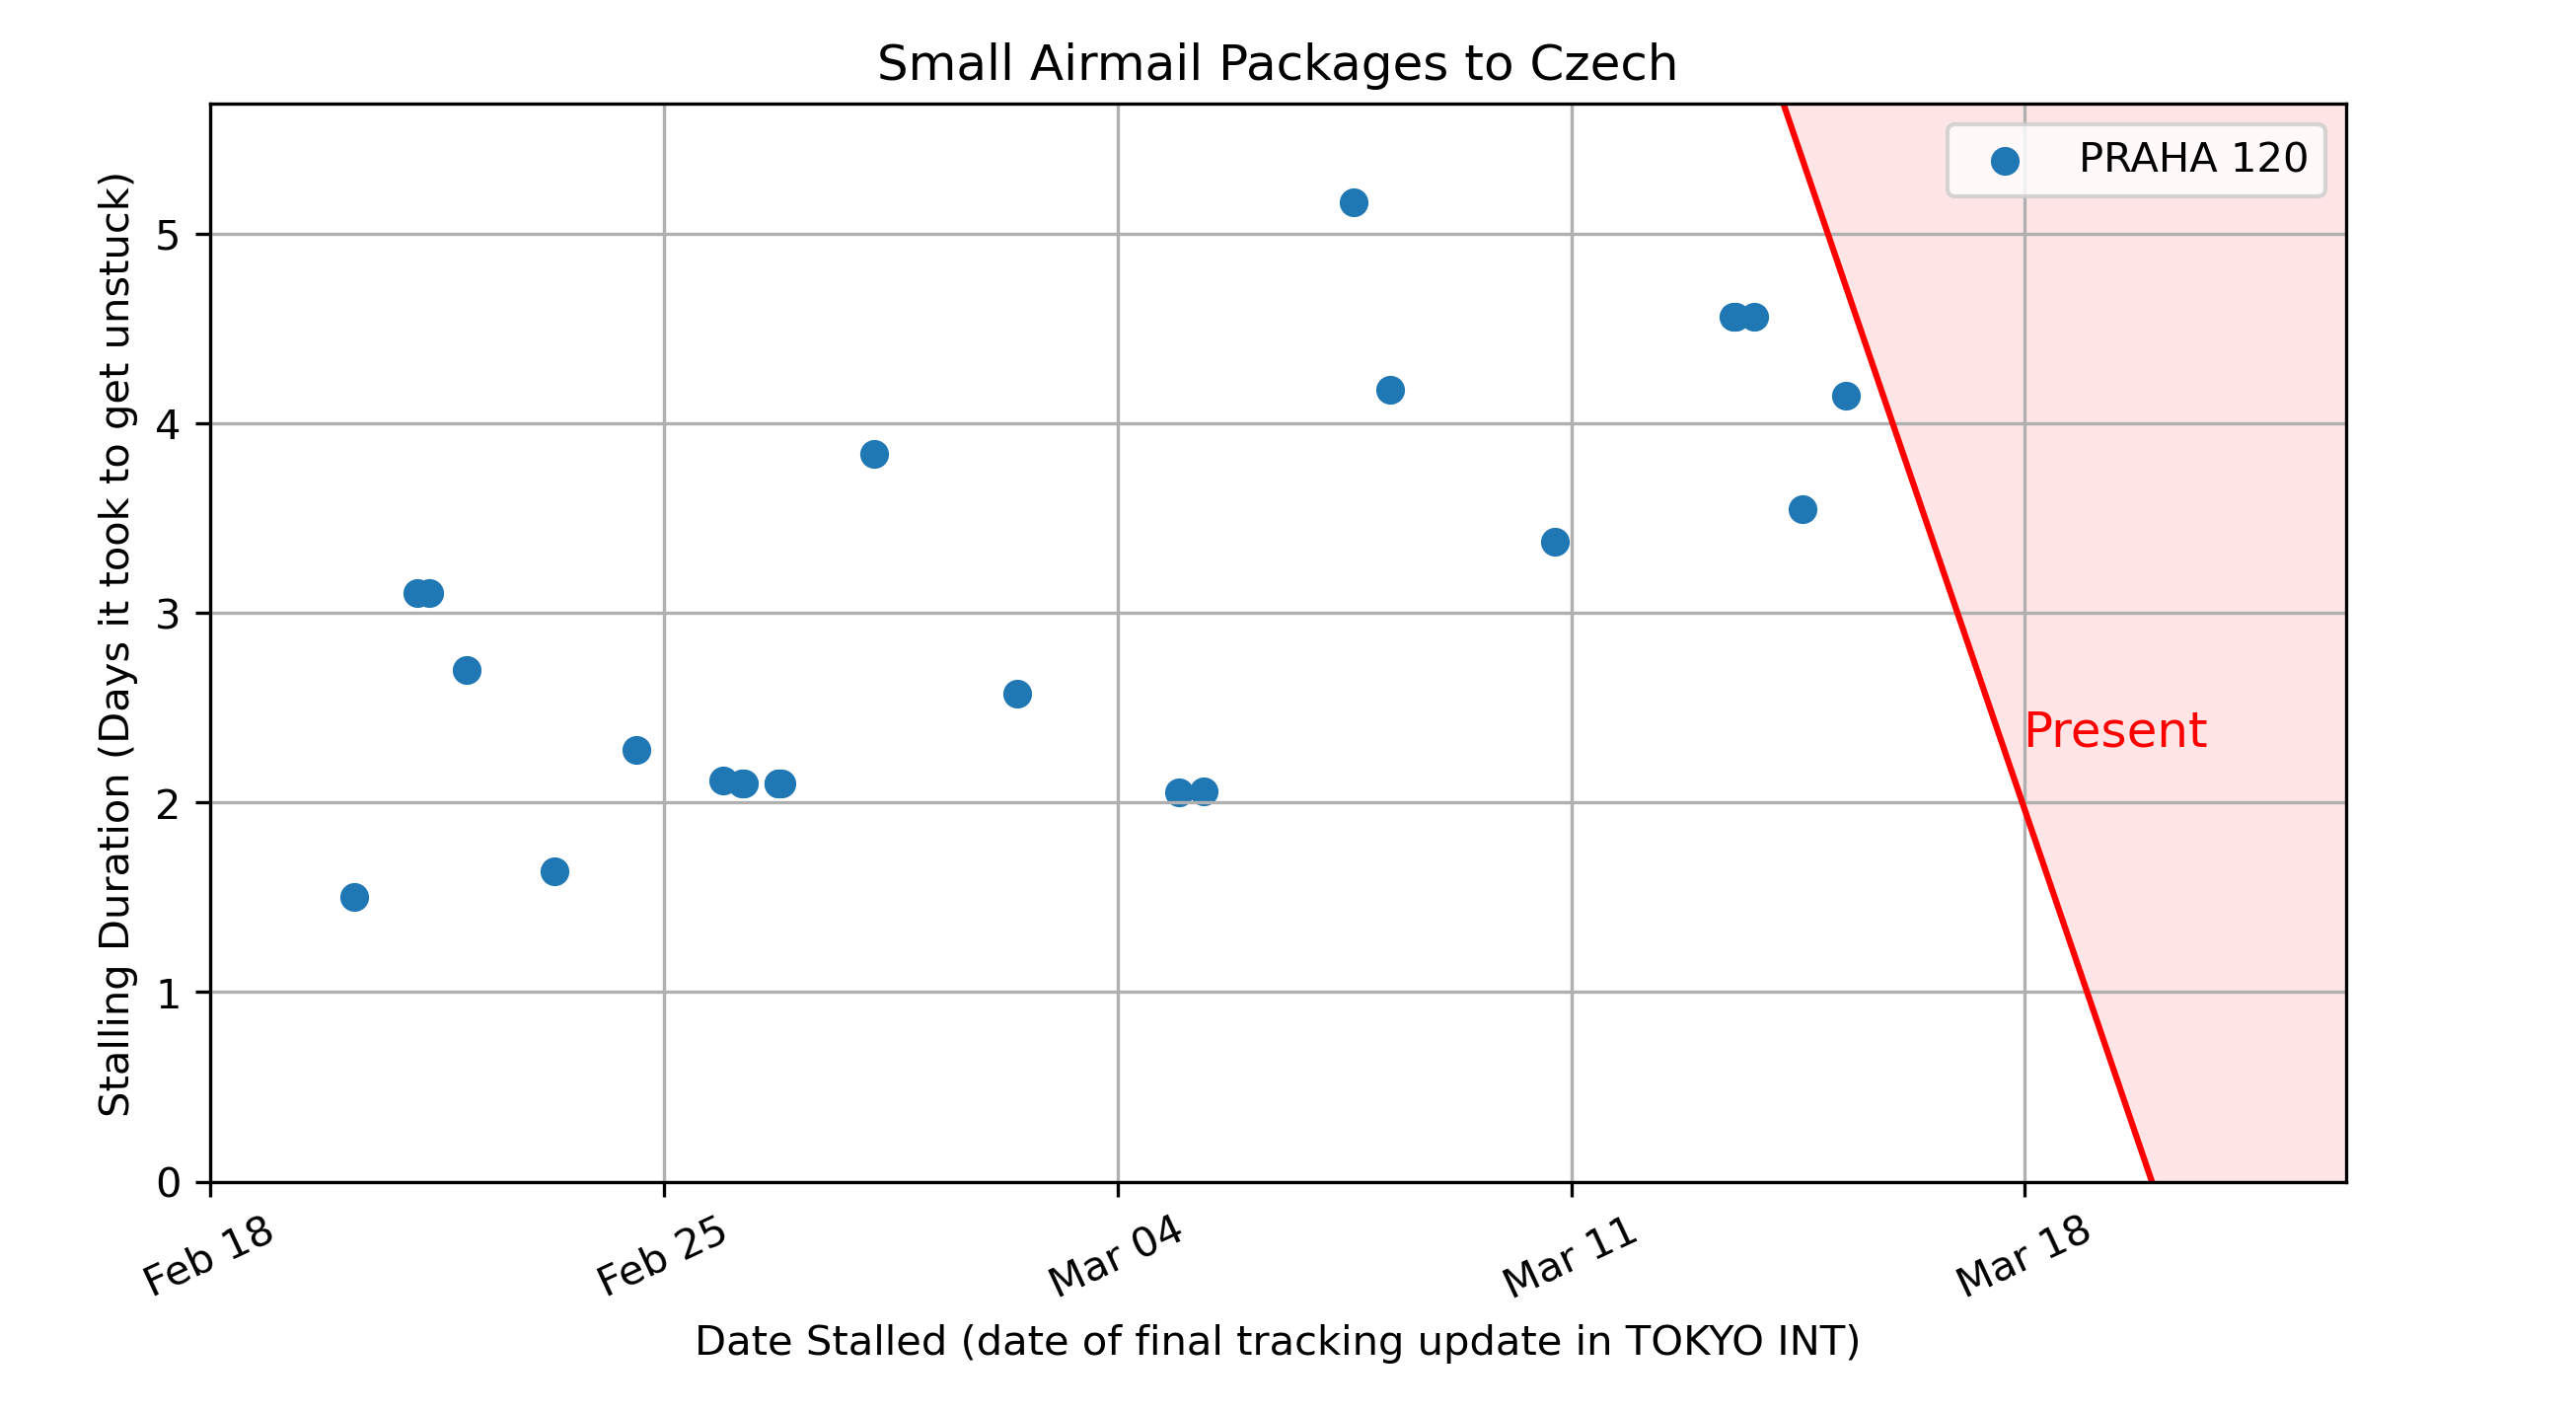 Small Airmail Packages to Czech
PRAHA 120
Stalling Duration (Days it took to get unstuck)
5
4
3
2
1
0
Present
Feb 18
Feb 25
Mar 04
Mar 11
Mar 18
Date Stalled (date of final tracking update in TOKYO INT)